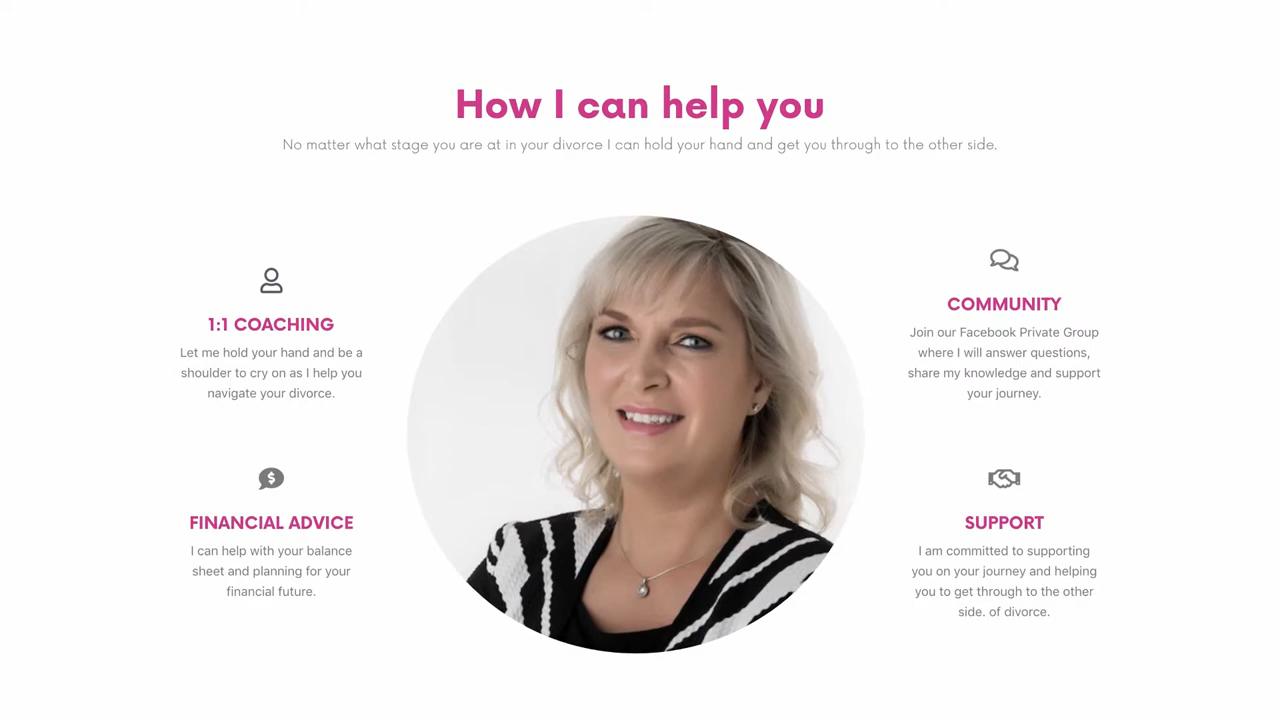 How I can help you
No matter what stage you are at in your divorce I can hold your hand and get you through to the other side.
1:1 COACHING
Let me hold your hand and be a
shoulder to cry on as I help you
navigate your divorce.
FINANCIAL ADVICE
I can help with your balance
sheet and planning for your
financial future.
COMMUNITY
Join our Facebook Private Group
where I will answer questions,
share my knowledge and support
your journey.
SUPPORT
I am committed to supporting
you on your journey and helping
you to get through to the other
side. of divorce.